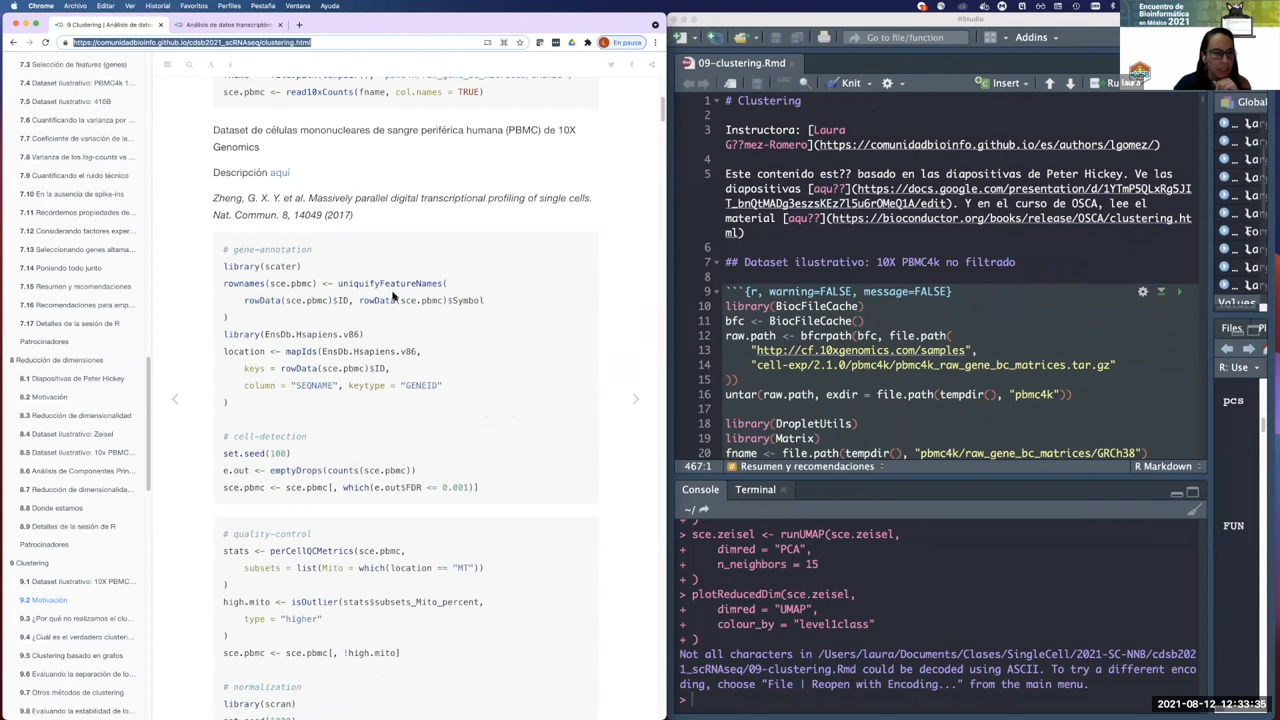 Chrome Archivo Editar Ver Historial Favoritos Perfiles Pestaña Ventana Ayuda
9 Clustering | Análisis de datos
Análisis de datos transcriptóm
https://comunidadbioinfo.github.io/cdsb2021_scRNAseq/clustering.html
En pausa
7.3 Selección de features (genes)
7.4 Dataset ilustrativo: PBMC4k 1...
7.5 Dataset ilustrativo: 416B
7.6 Cuantificando la varianza por ...
7.7 Coeficiente de variación de la...
7.8 Varianza de los log-counts vs ...
7.9 Cuantificando el ruido técnico
7.10 En la ausencia de spike-ins
7.11 Recordemos propiedades de...
7.12 Considerando factores exper...
7.13 Seleccionando genes altama...
7.14 Poniendo todo junto
7.15 Resumen y recomendaciones
7.16 Recomendaciones para emp...
7.17 Detalles de la sesión de R
Patrocinadores
8 Reducción de dimensiones
8.1 Diapositivas de Peter Hickey
8.2 Motivación
8.3 Reducción de dimensionalidad
8.4 Dataset ilustrativo: Zeisel
8.5 Dataset ilustrativo: 10x PBMC...
8.6 Análisis de Componentes Prin...
8.7 Reducción de dimensionalida...
8.8 Donde estamos
8.9 Detalles de la sesión de R
Patrocinadores
9 Clustering
9.1 Dataset ilustrativo: 10X PBMC...
9.2 Motivación
9.3 ¿Por qué no realizamos el clu...
9.4 ¿Cuál es el verdadero clusteri...
9.5 Clustering basado en grafos
9.6 Evaluando la separación de lo...
9.7 Otros métodos de clustering
9.8 Evaluando la estabilidad de lo...
sce.pbmc <- read10xCounts(fname, col.names = TRUE)
Dataset de células mononucleares de sangre periférica humana (PBMC) de 10X
Genomics
Descripción aquí
Zheng, G. X. Y. et al. Massively parallel digital transcriptional profiling of single cells.
Nat. Commun. 8, 14049 (2017)
# gene-annotation
library(scater)
rownames(sce.pbmc) <- uniquifyFeatureNames(
rowData(sce.pbmc)$ID, rowData(sce.pbmc)$Symbol
)
library(EnsDb.Hsapiens.v86)
location <- mapIds(EnsDb.Hsapiens.v86,
keys = rowData(sce.pbmc)$ID,
column = "SEQNAME", keytype = "GENEID"
)
# cell-detection
set.seed(100)
e.out <- emptyDrops(counts(sce.pbmc))
sce.pbmc <- sce.pbmc[, which(e.out$FDR <= 0.001)]
# quality-control
stats <- perCellQCMetrics(sce.pbmc,
subsets = list(Mito = which(location == "MT"))
)
high.mito <- isOutlier(stats$subsets_Mito_percent,
type = "higher"
)
sce.pbmc <- sce.pbmc[, !high.mito]
# normalization
library(scran)
RStudio
Go to file/function
Addins
09-clustering.Rmd
Knit
Insert
Ru
1 # Clustering
2
3 Instructora: [Laura
G??mez-Romero](https://comunidadbioinfo.github.io/es/authors/lgomez/)
4
5 Este contenido est?? basado en las diapositivas de Peter Hickey. Ve las
diapositivas [aqu??](https://docs.google.com/presentation/d/1YTmP5QLxRg5JI
T_bnQtMADg3eszsKEz7l5uGrOMeQ1A/edit). Y en el curso de OSCA, lee el
material [aqu??](https://bioconductor.org/books/release/OSCA/clustering.ht
ml)
6
7 ## Dataset ilustrativo: 10X PBMC4k no filtrado
8
9 ```{r, warning=FALSE, message=FALSE}
10 library(BiocFileCache)
11 bfc <- BiocFileCache()
12 raw.path <- bfcrpath(bfc, file.path(
13 "http://cf.10xgenomics.com/samples",
14 "cell-exp/2.1.0/pbmc4k/pbmc4k_raw_gene_bc_matrices.tar.gz"
15 ))
16 untar(raw.path, exdir = file.path(tempdir(), "pbmc4k"))
17
18 library(DropletUtils)
19 library(Matrix)
20 fname <- file.path(tempdir(), "pbmc4k/raw_gene_bc_matrices/GRCh38")
467:1 # Resumen y recomendaciones
R Markdown
Console Terminal
~/
+ )
> sce.zeisel <- runUMAP(sce.zeisel,
+ dimred = "PCA",
+ n_neighbors = 15
+ )
> plotReducedDim(sce.zeisel,
+ dimred = "UMAP",
+ colour_by = "level1class"
+ )
Not all characters in /Users/laura/Documents/Clases/SingleCell/2021-SC-NNB/cdsb202
1_scRNAseq/09-clustering.Rmd could be decoded using ASCII. To try a different encod
ing, choose "File | Reopen with Encoding..." from the main menu.
>
Global
Values
Files
R: Use
pcs
FUN
Encuentro de
Bioinformática
en México 2021
2021-08-12 12:33:35